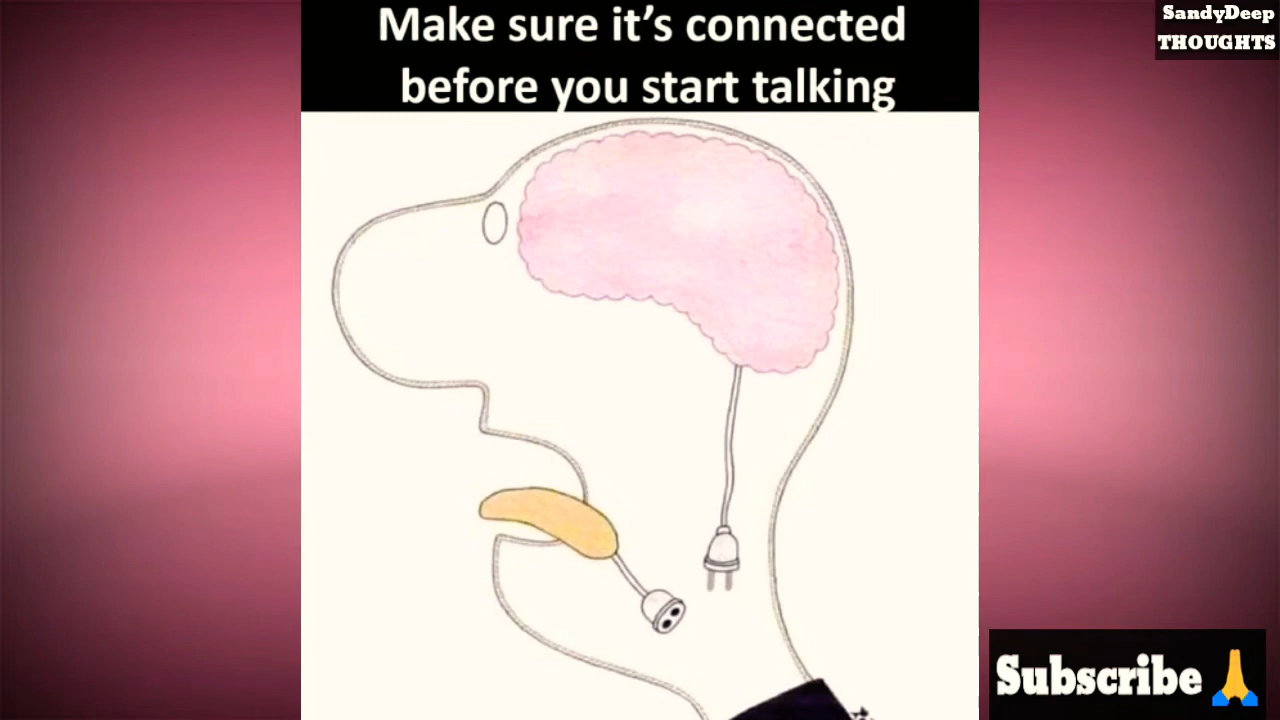 Make sure it’s connected
before you start talking
SandyDeep
THOUGHTS
Subscribe